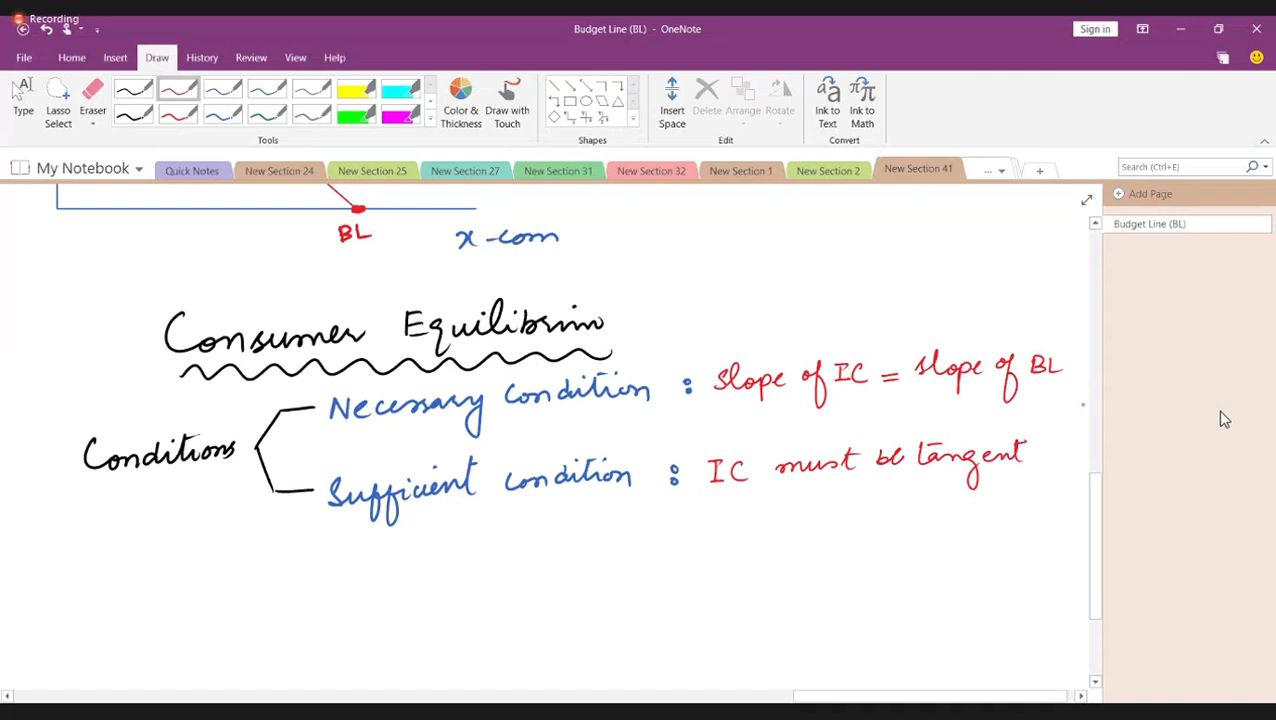 Recording
Budget Line (BL) - OneNote
Sign in
File Home Insert Draw History Review View Help
Type
Lasso Select
Eraser
Color & Thickness
Draw with Touch
Insert Space
Delete
Arrange
Rotate
Ink to Text
Ink to Math
Tools
Shapes
Edit
Convert
My Notebook
Quick Notes
New Section 24
New Section 25
New Section 27
New Section 31
New Section 32
New Section 1
New Section 2
New Section 41
...
Search (Ctrl+E)
Add Page
Budget Line (BL)
BL
x-com
Consumer Equilibrim
Necessary condition : slope of IC = slope of BL
Conditions
Sufficient condition : IC must be tangent